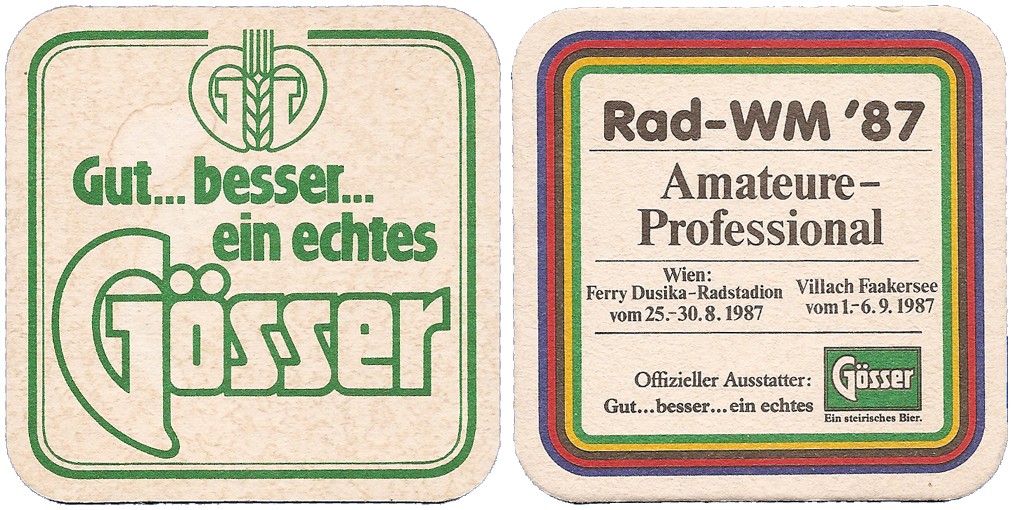 Gut... besser...
ein echtes
Gösser
Rad-WM '87
Amateure-
Professional
Wien:
Ferry Dusika-Radstadion
vom 25.-30.8.1987
Villach Faakersee
vom 1.-6.9.1987
Offizieller Ausstatter:
Gut...besser...ein echtes
Gösser
Ein steirisches Bier.